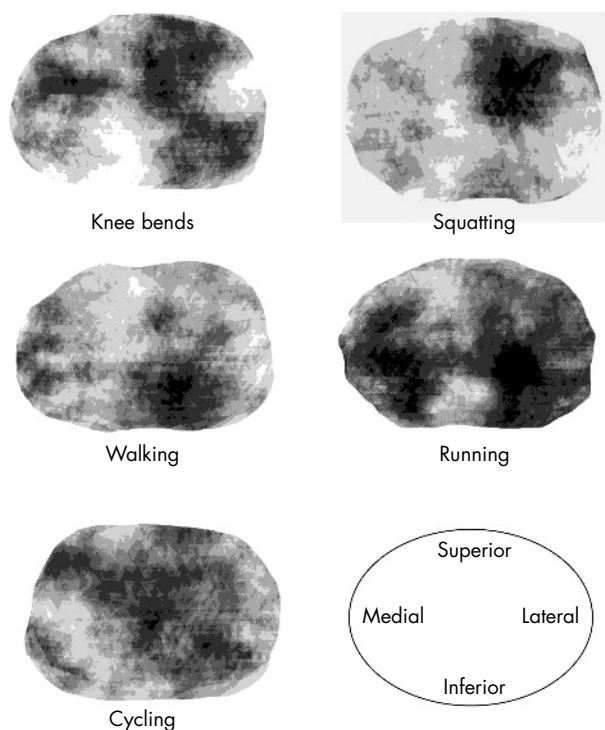 Knee bends
Squatting
Walking
Running
Cycling
Superior
Medial
Lateral
Inferior